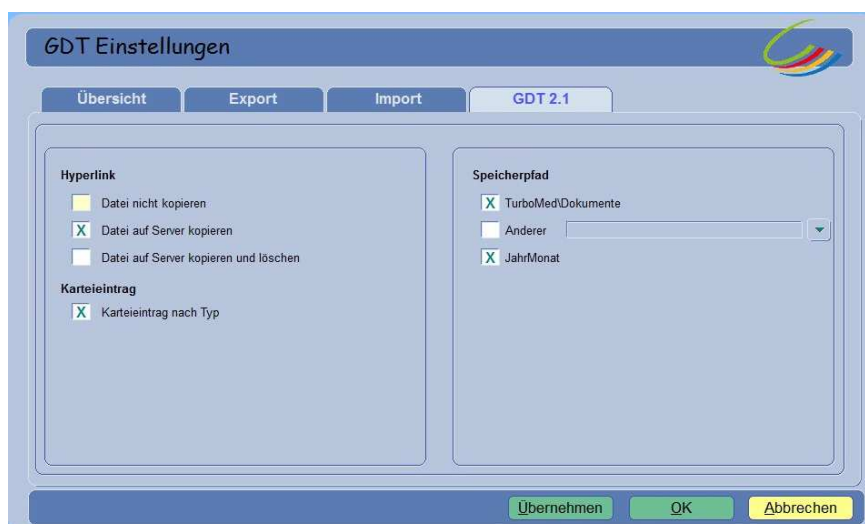 GDT Einstellungen
Übersicht Export Import GDT 2.1
Hyperlink
Datei nicht kopieren
X Datei auf Server kopieren
Datei auf Server kopieren und löschen
Karteieintrag
X Karteieintrag nach Typ
Speicherpfad
X TurboMed\Dokumente
Anderer
X JahrMonat
Übernehmen OK Abbrechen